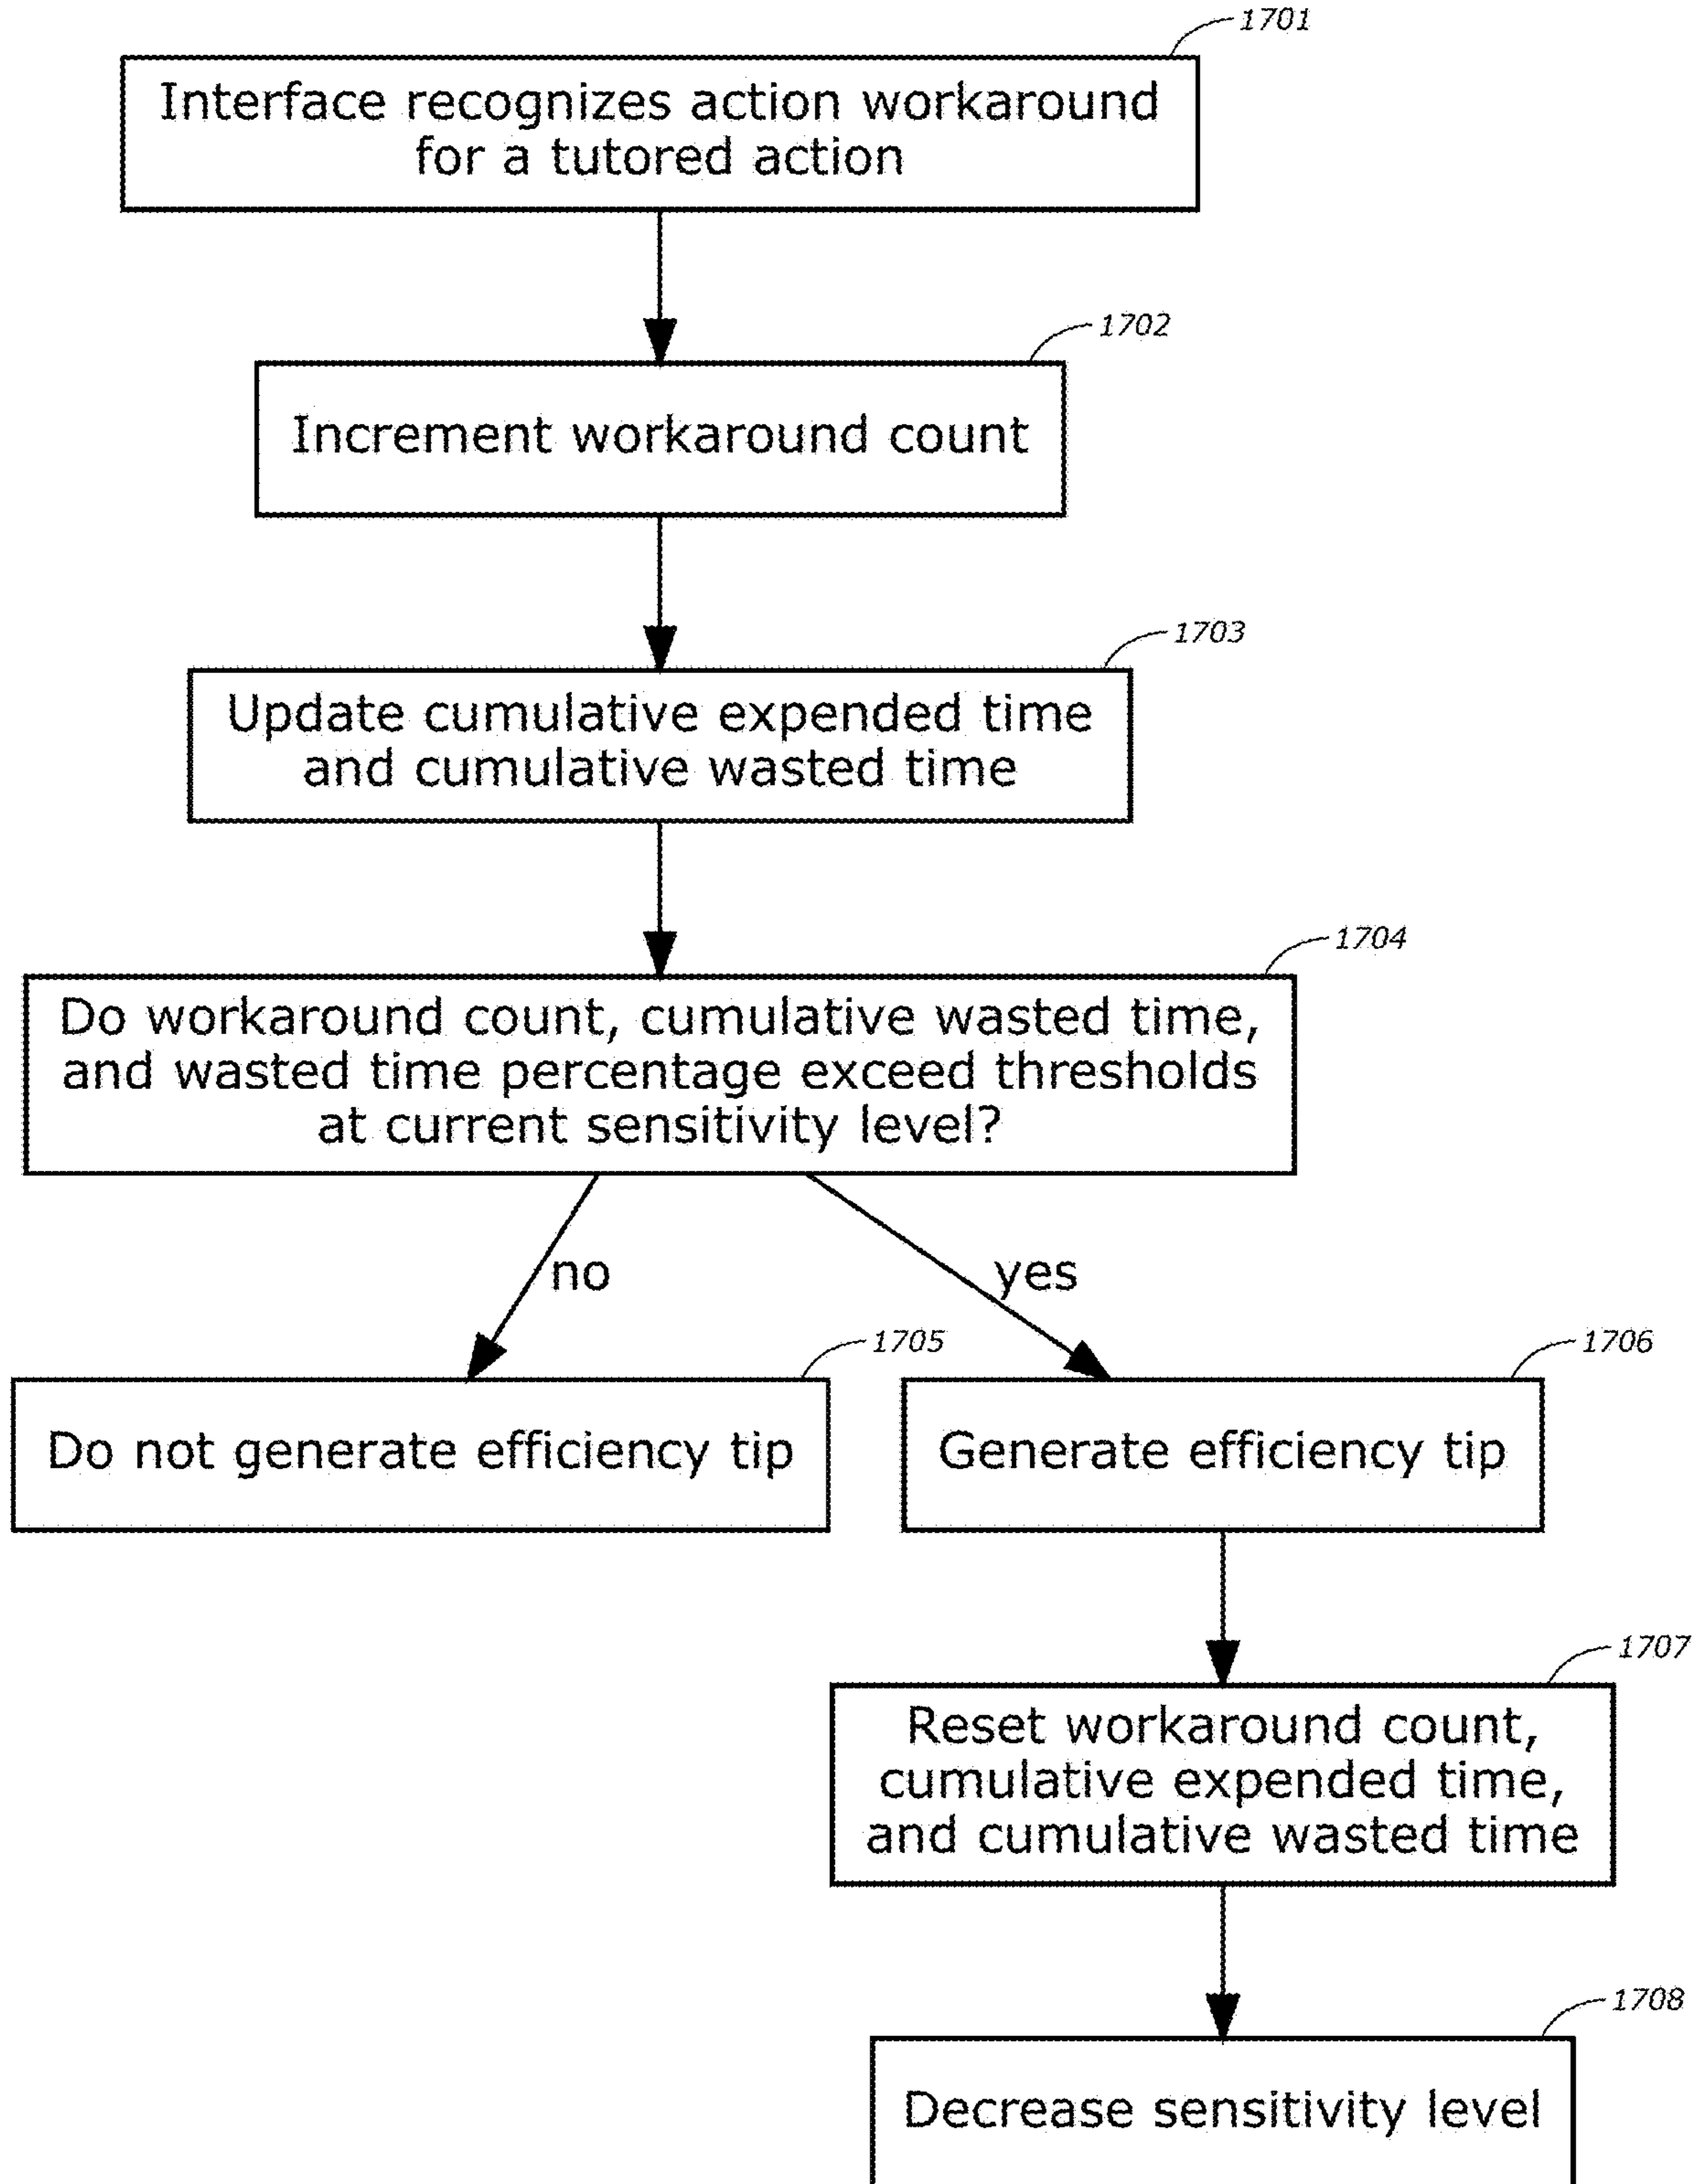 1701
Interface recognizes action workaround
for a tutored action
1702
Increment workaround count
1703
Update cumulative expended time
and cumulative wasted time
1704
Do workaround count, cumulative wasted time,
and wasted time percentage exceed thresholds
at current sensitivity level?
no
yes
1705
Do not generate efficiency tip
1706
Generate efficiency tip
1707
Reset workaround count,
cumulative expended time,
and cumulative wasted time
1708
Decrease sensitivity level